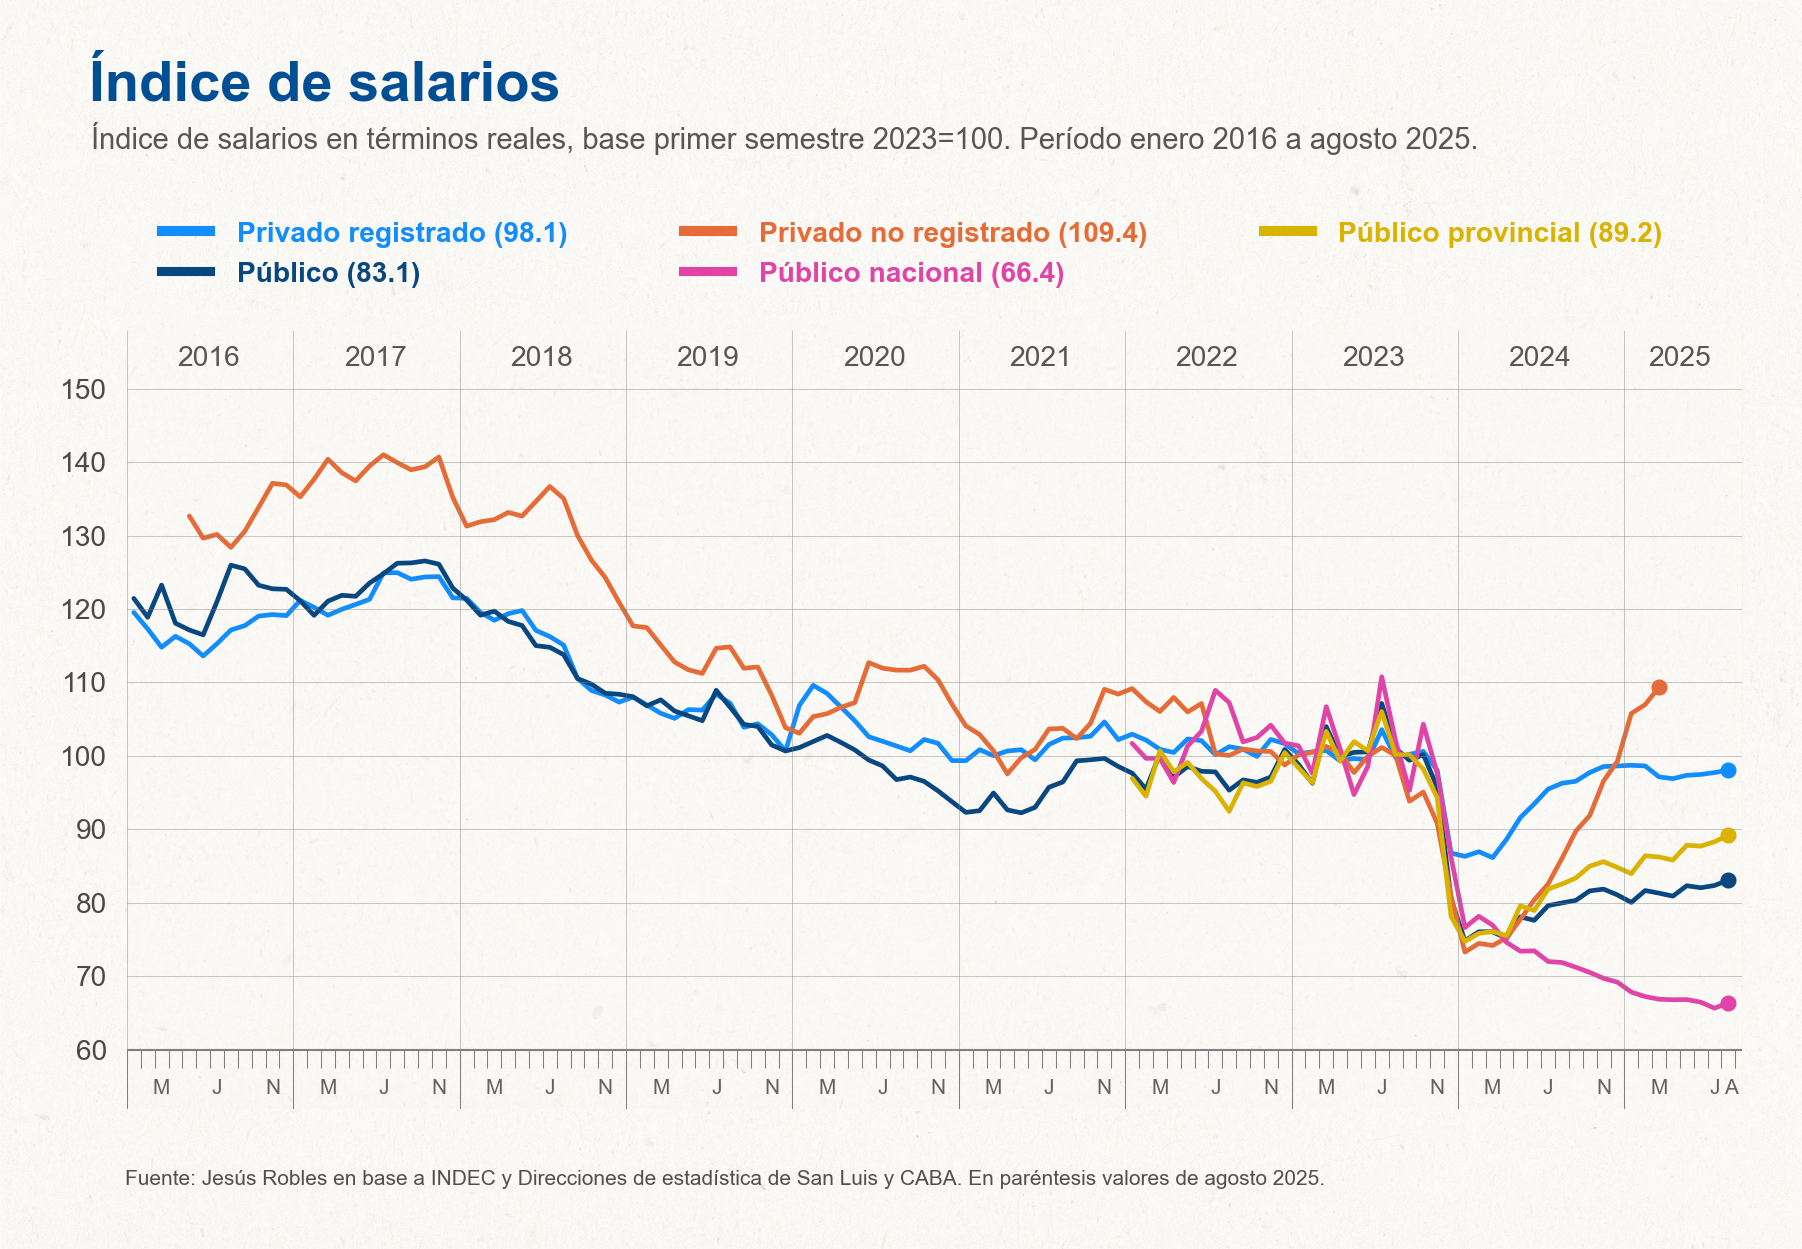 Índice de salarios
Índice de salarios en términos reales, base primer semestre 2023=100. Período enero 2016 a agosto 2025.
Privado registrado (98.1)
Privado no registrado (109.4)
Público provincial (89.2)
Público (83.1)
Público nacional (66.4)
2016 2017 2018 2019 2020 2021 2022 2023 2024 2025
150
140
130
120
110
100
90
80
70
60
M J N M J N M J N M J N M J N M J N M J N M J N M J N M J A
Fuente: Jesús Robles en base a INDEC y Direcciones de estadística de San Luis y CABA. En paréntesis valores de agosto 2025.